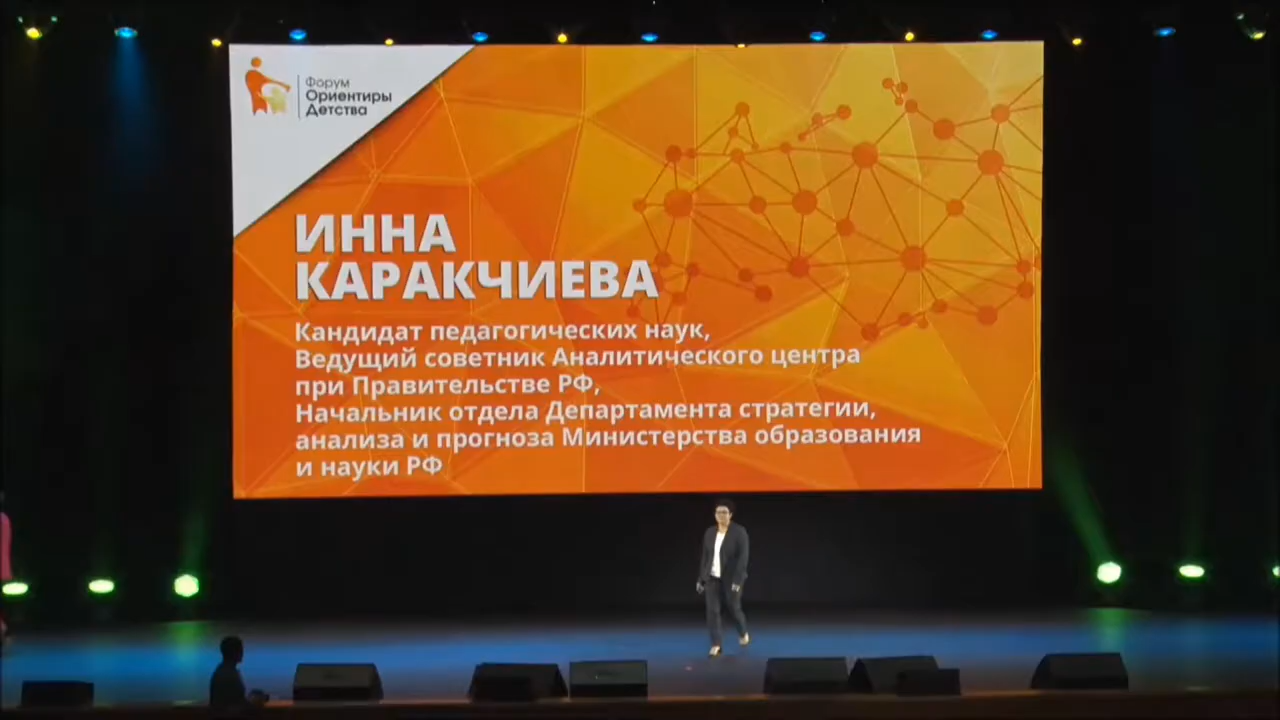 Форум
Ориентиры
Детства
ИННА
КАРАКЧИЕВА
Кандидат педагогических наук,
Ведущий советник Аналитического центра
при Правительстве РФ,
Начальник отдела Департамента стратегии,
анализа и прогноза Министерства образования
и науки РФ